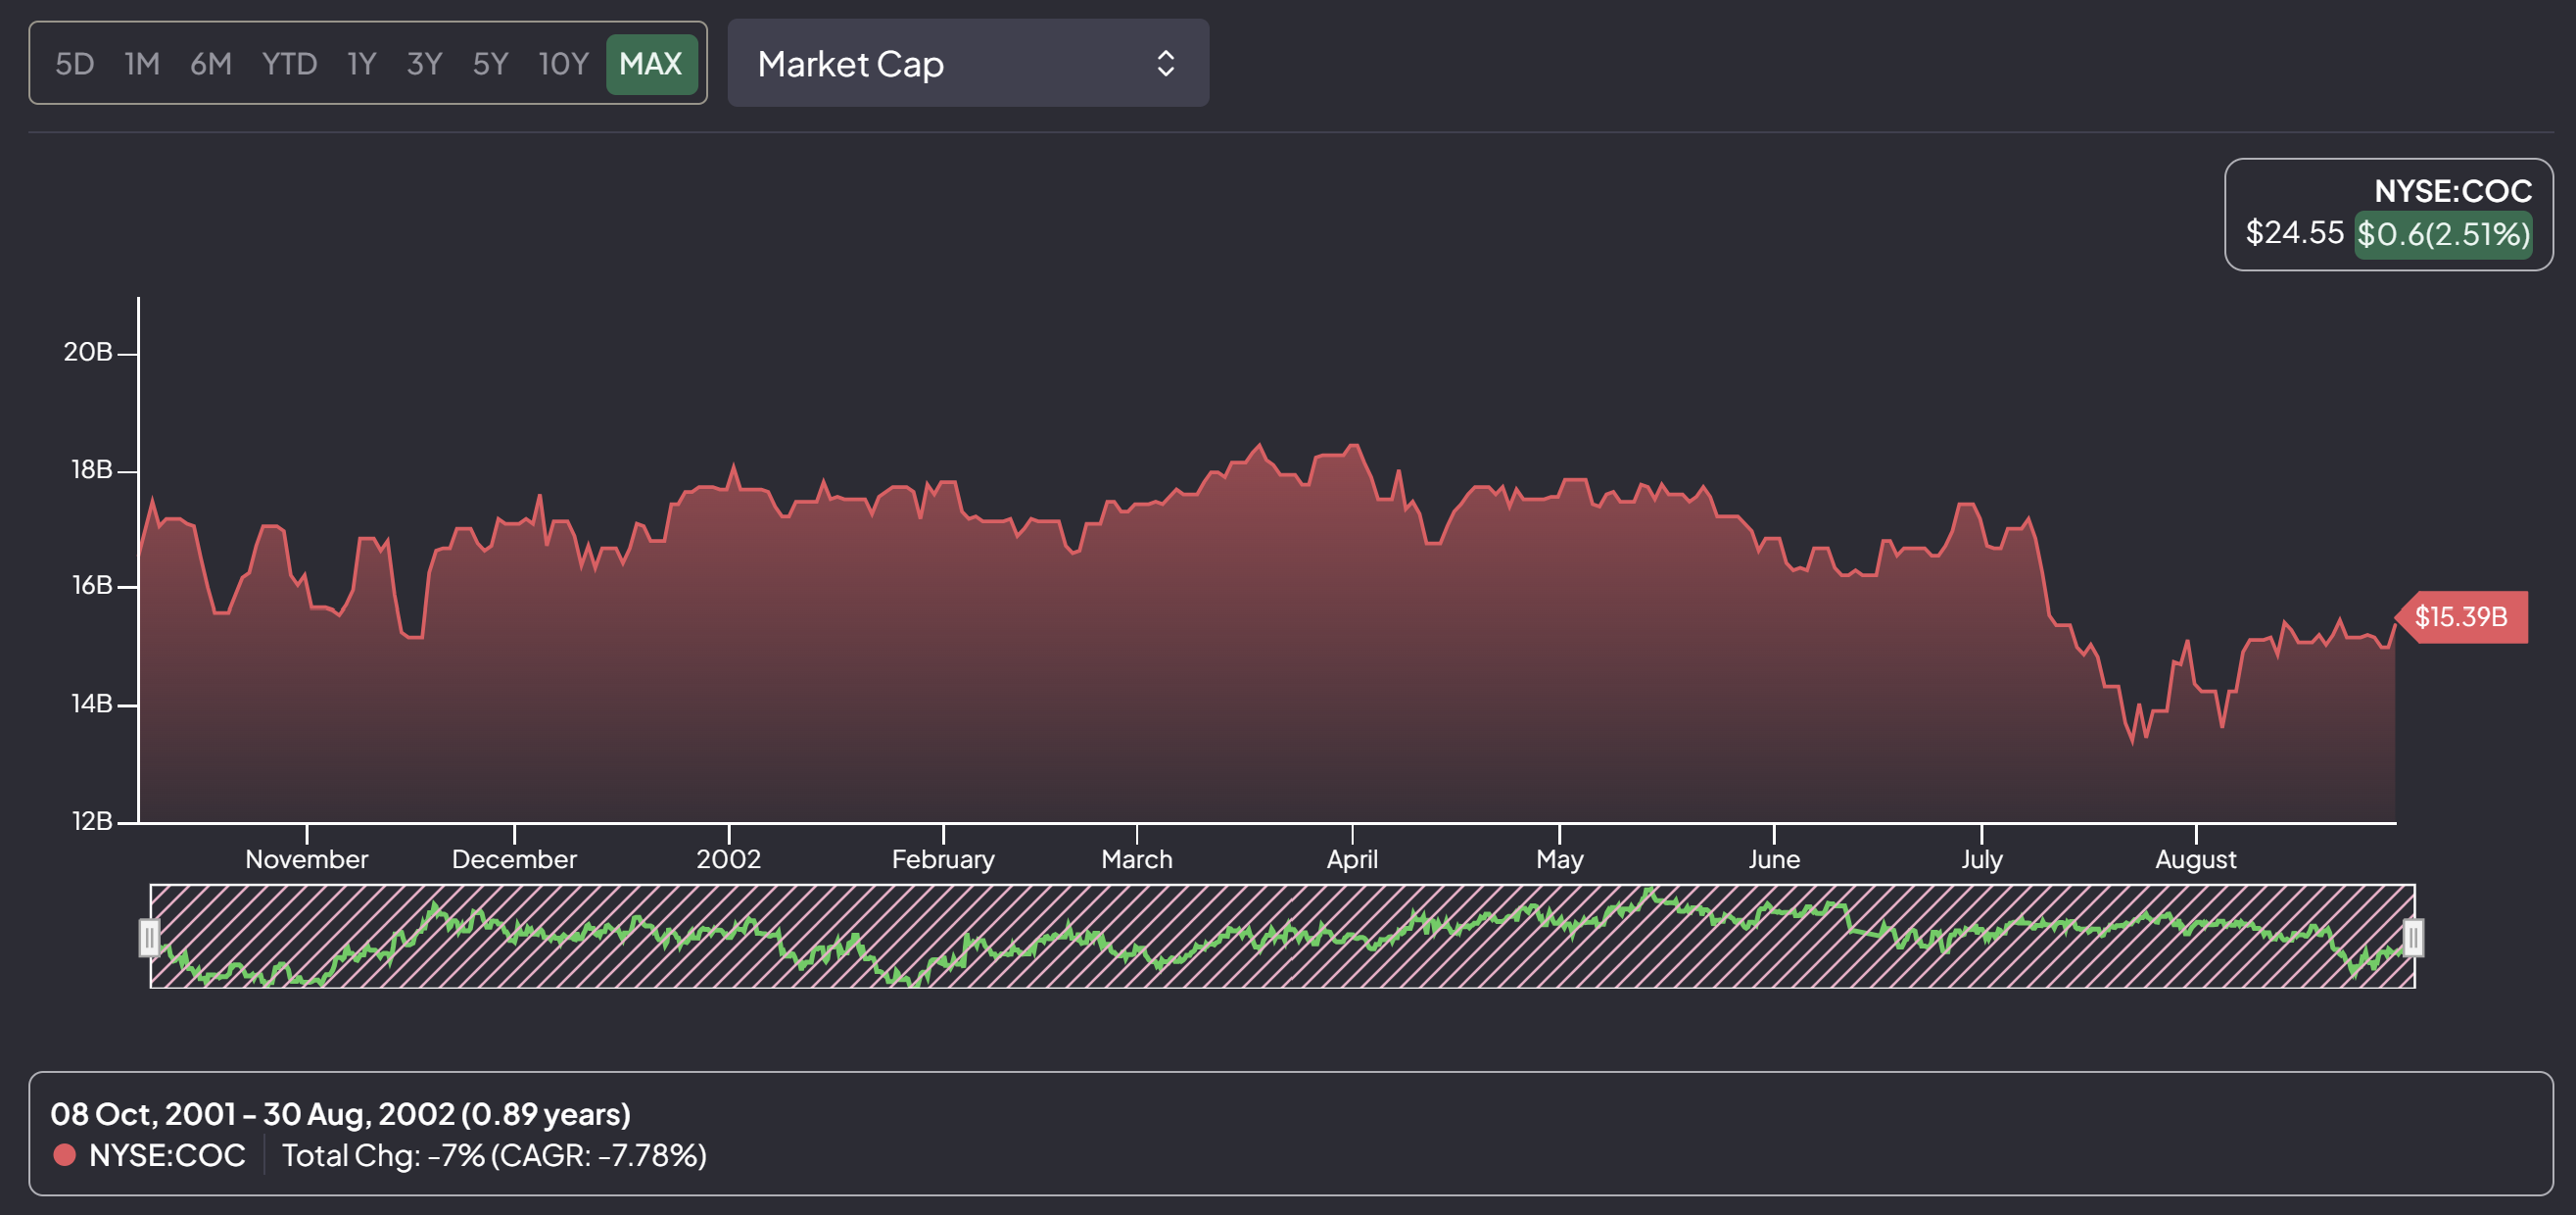 5D 1M 6M YTD 1Y 3Y 5Y 10Y MAX Market Cap
NYSE:COC
$24.55 $0.6(2.51%)
20B
18B
16B
$15.39B
14B
12B
November December 2002 February March April May June July August
08 Oct, 2001 - 30 Aug, 2002 (0.89 years)
NYSE:COC Total Chg: -7% (CAGR: -7.78%)